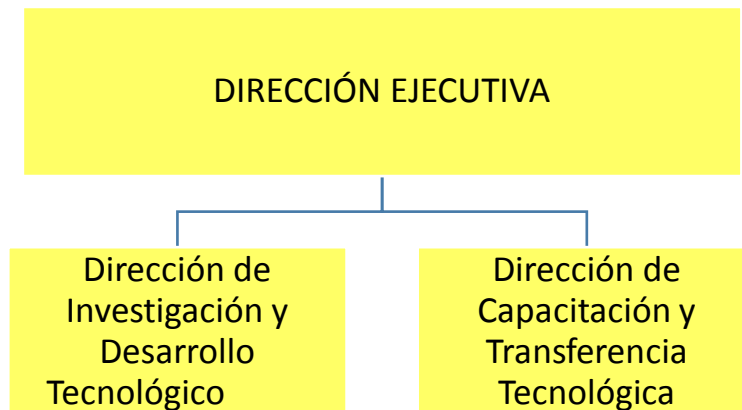 DIRECCIÓN EJECUTIVA
Dirección de
Investigación y
Desarrollo
Tecnológico
Dirección de
Capacitación y
Transferencia
Tecnológica